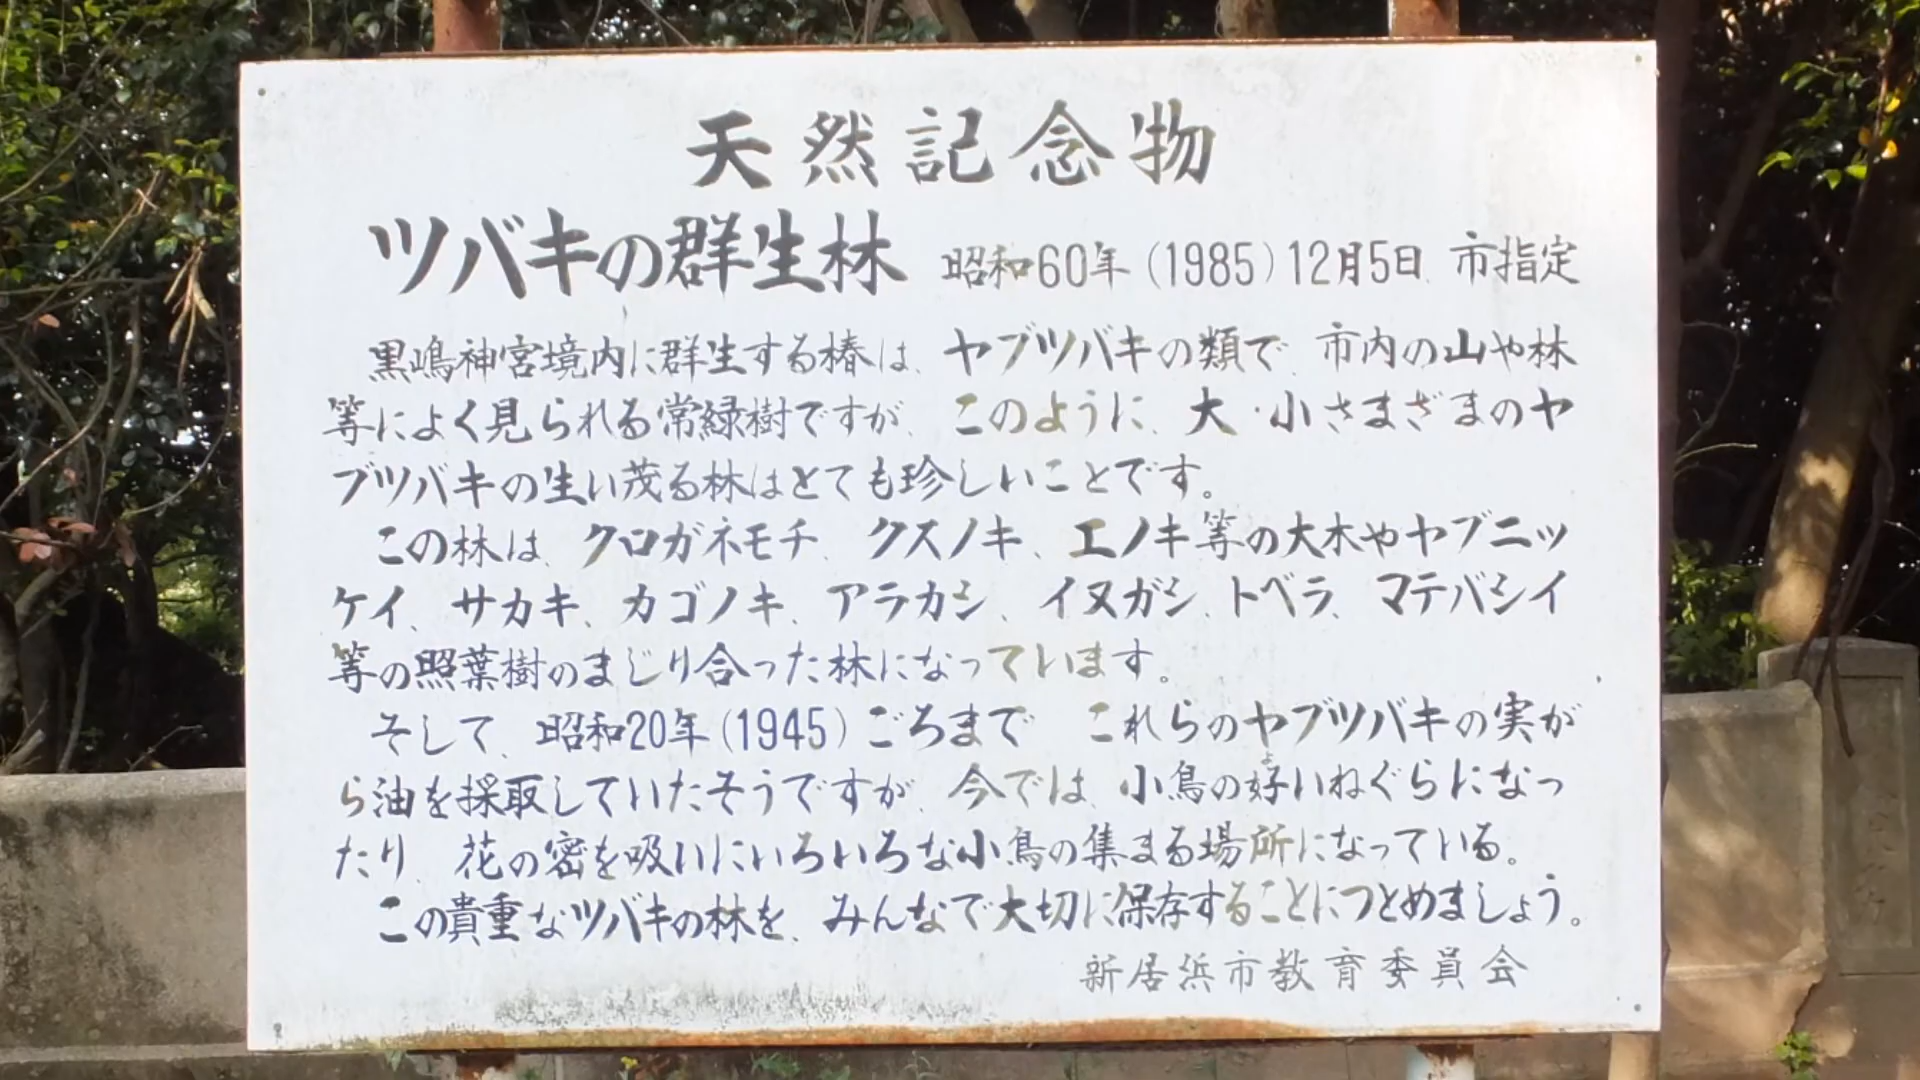 天然記念物
ツバキの群生林 昭和60年(1985)12月5日 市指定
黒嶋神宮境内に群生する椿は、ヤブツバキの類で、市内の山や林
等によく見られる常緑樹ですが、このように、大・小さまざまのヤ
ブツバキの生い茂る林はとても珍しいことです。
この林は、クロガネモチ、クスノキ、エノキ等の大木やヤブニッ
ケイ、サカキ、カゴノキ、アラカシ、イヌガシ、トベラ、マテバシイ
等の照葉樹のまじり合った林になっています。
そして、昭和20年(1945)ごろまで これらのヤブツバキの実か
ら油を採取していたそうですが、今では、小鳥の好いねぐらになっ
たり、花の密を吸いにいろいろな小鳥の集まる場所になっている。
この貴重なツバキの林を、みんなで大切に保存することにつとめましょう。
新居浜市教育委員会